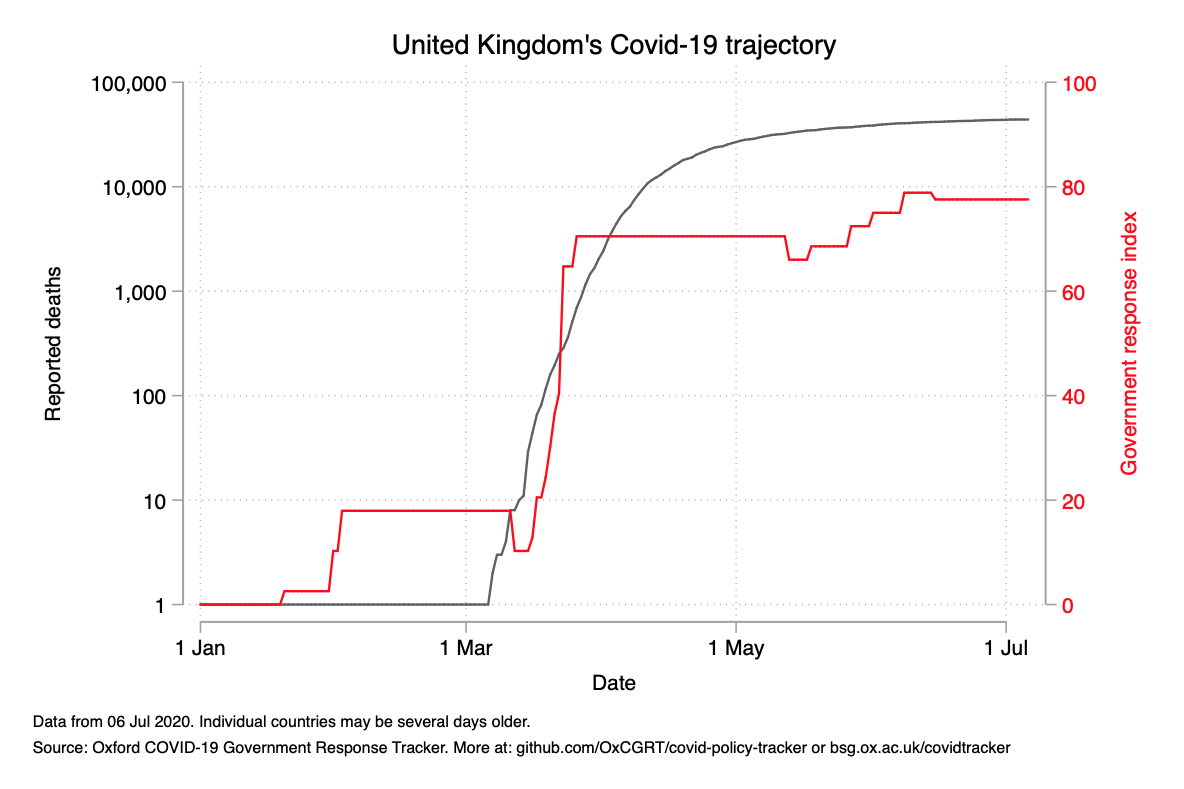 United Kingdom's Covid-19 trajectory
100,000
10,000
1,000
100
10
1
Reported deaths
100
80
60
40
20
0
Government response index
1 Jan
1 Mar
1 May
1 Jul
Date
Data from 06 Jul 2020. Individual countries may be several days older.
Source: Oxford COVID-19 Government Response Tracker. More at: github.com/OxCGRT/covid-policy-tracker or bsg.ox.ac.uk/covidtracker